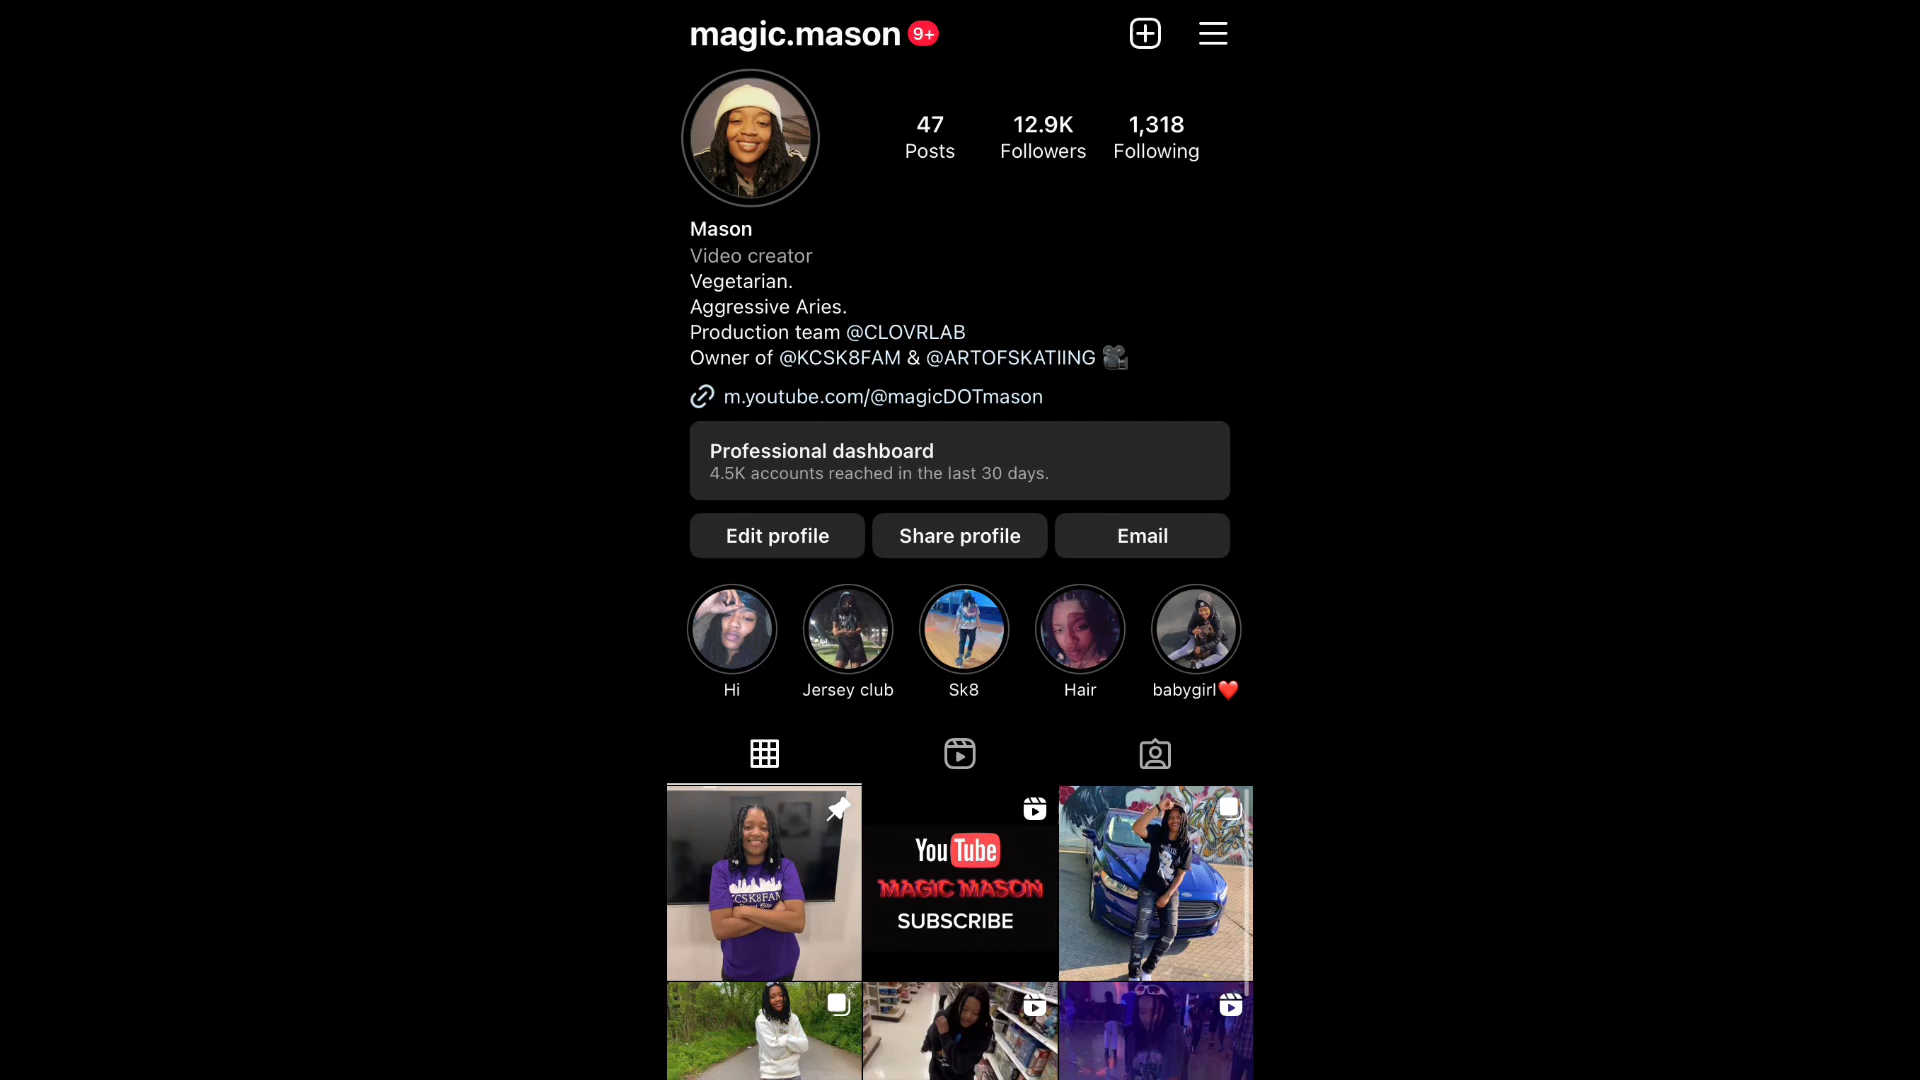 magic.mason 9+
47 12.9K 1,318
Posts Followers Following
Mason
Video creator
Vegetarian.
Aggressive Aries.
Production team @CLOVRLAB
Owner of @KCSK8FAM & @ARTOFSKATIING 🎥
m.youtube.com/@magicDOTmason
Professional dashboard
4.5K accounts reached in the last 30 days.
Edit profile Share profile Email
Hi Jersey club Sk8 Hair babygirl❤️
YouTube
MAGIC MASON
SUBSCRIBE
KCSK8FAM